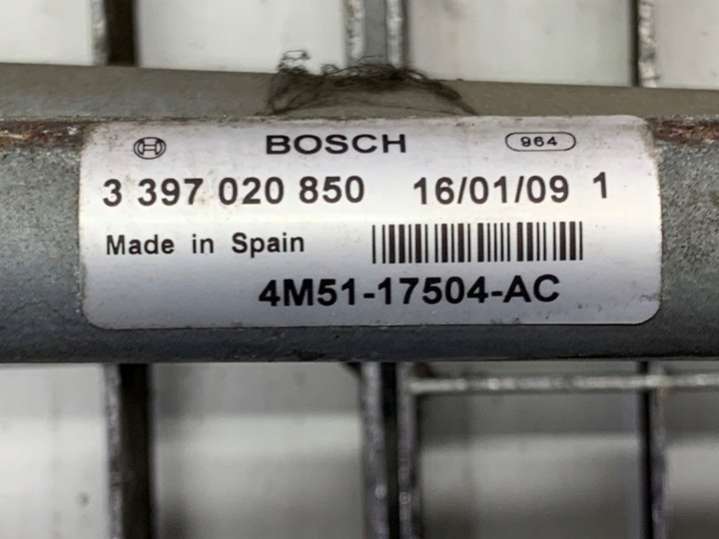 BOSCH 964
3 397 020 850 16/01/09 1
Made in Spain
4M51-17504-AC